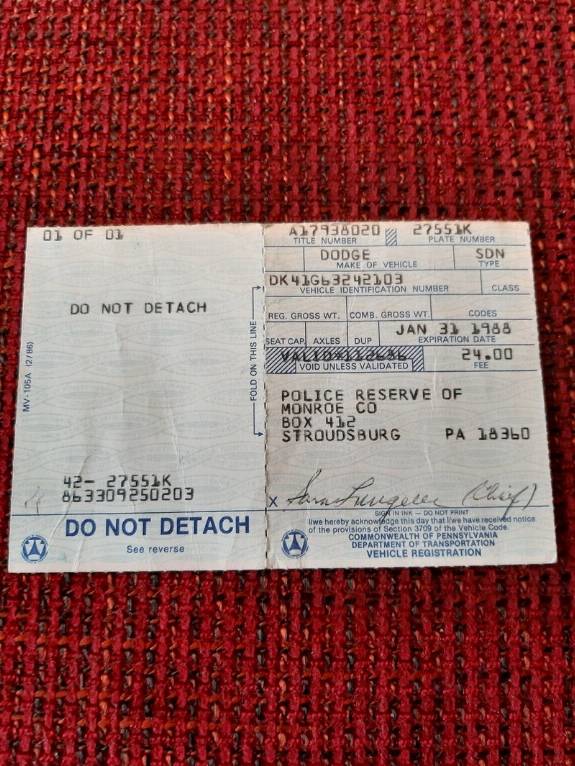 01 OF 01
DO NOT DETACH
MV-105A (2/86)
FOLD ON THIS LINE
42- 27551K
863309250203
DO NOT DETACH
See reverse
A17938020 27551K
TITLE NUMBER PLATE NUMBER
DODGE SDN
MAKE OF VEHICLE TYPE
DK41G63242103
VEHICLE IDENTIFICATION NUMBER CLASS
REG. GROSS WT. COMB. GROSS WT. CODES
JAN 31 1988
SEAT CAP. AXLES DUP EXPIRATION DATE
VALID*112686 24.00
VOID UNLESS VALIDATED FEE
POLICE RESERVE OF
MONROE CO
BOX 412
STROUDSBURG PA 18360
X (Chief)
SIGN IN INK — DO NOT PRINT
I/we hereby acknowledge this day that I/we have received notice
of the provisions of Section 3709 of the Vehicle Code.
COMMONWEALTH OF PENNSYLVANIA
DEPARTMENT OF TRANSPORTATION
VEHICLE REGISTRATION